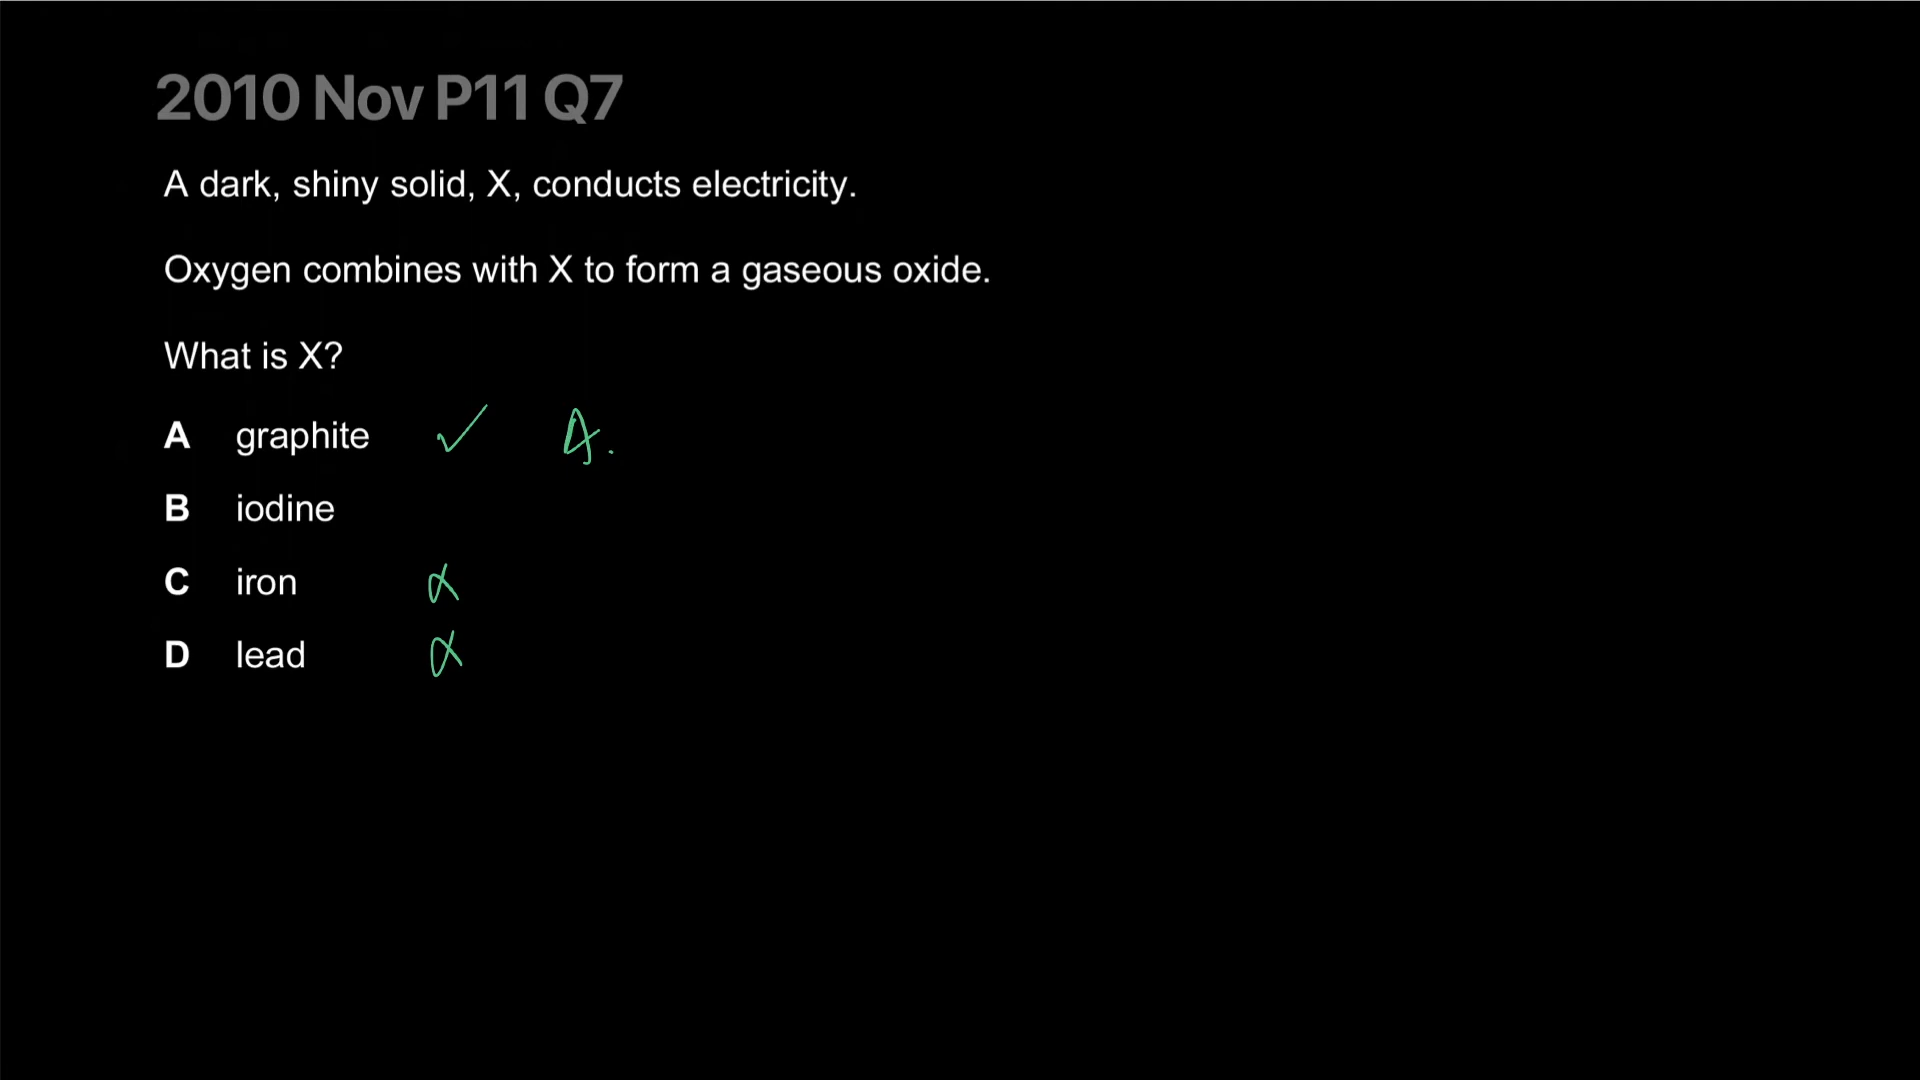 2010 Nov P11 Q7
A dark, shiny solid, X, conducts electricity.
Oxygen combines with X to form a gaseous oxide.
What is X?
A graphite ✓ A.
B iodine
C iron x
D lead x